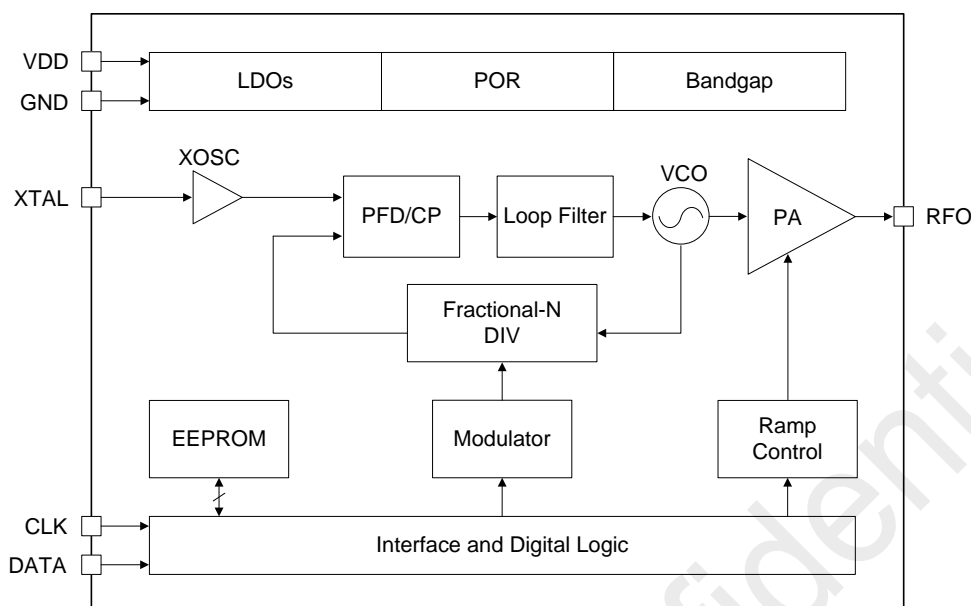 VDD
GND
LDOs
POR
Bandgap
XTAL
XOSC
PFD/CP
Loop Filter
VCO
PA
RFO
Fractional-N
DIV
EEPROM
Modulator
Ramp
Control
CLK
DATA
Interface and Digital Logic